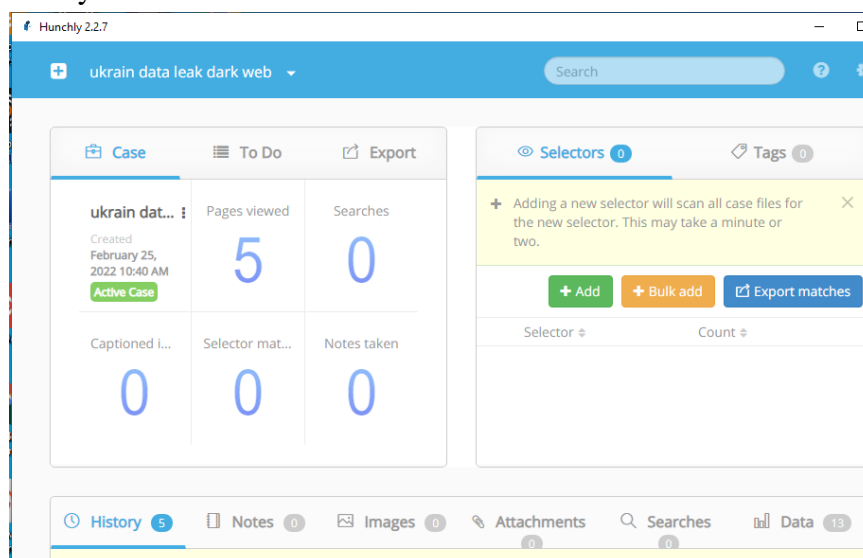 Hunchly 2.2.7
ukrain data leak dark web
Search
Case
To Do
Export
ukrain dat...
Created
February 25,
2022 10:40 AM
Active Case
Pages viewed
5
Searches
0
Captioned i...
0
Selector mat...
0
Notes taken
0
Selectors 0
Tags 0
Adding a new selector will scan all case files for
the new selector. This may take a minute or
two.
+ Add
+ Bulk add
Export matches
Selector
Count
History 5
Notes 0
Images 0
Attachments
0
Searches
0
Data 13